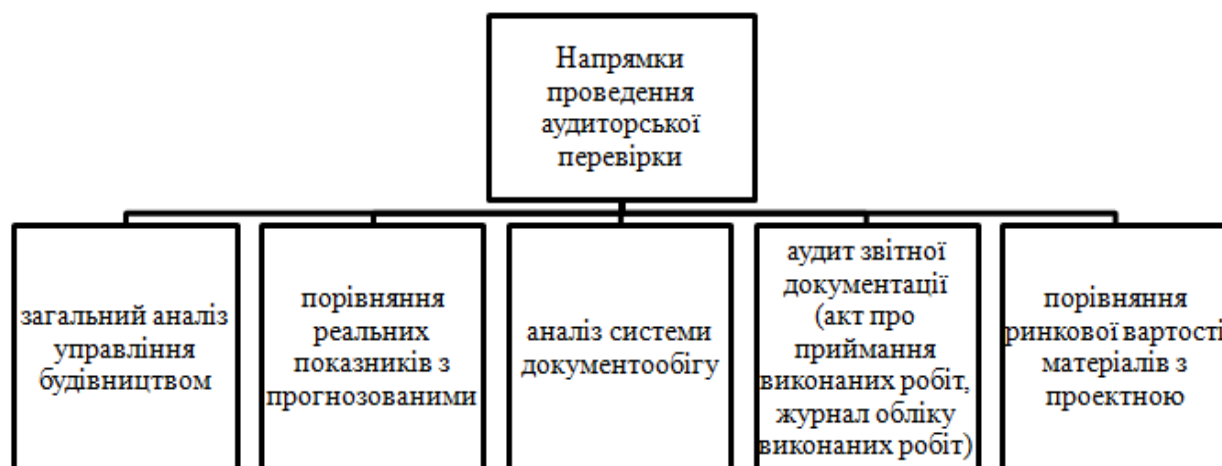 Напрямки
проведення
аудиторської
перевірки
загальний аналіз
управління
будівництвом
порівняння
реальних
показників з
прогнозованими
аналіз системи
документообігу
аудит звітної
документації
(акт про
приймання
виконаних робіт,
журнал обліку
виконаних робіт)
порівняння
ринкової вартості
матеріалів з
проектною